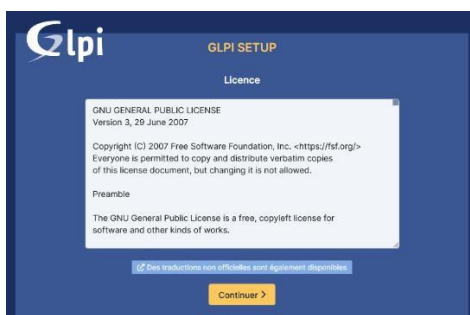 Glpi
GLPI SETUP
Licence
GNU GENERAL PUBLIC LICENSE
Version 3, 29 June 2007
Copyright (C) 2007 Free Software Foundation, Inc. <https://fsf.org/>
Everyone is permitted to copy and distribute verbatim copies
of this license document, but changing it is not allowed.
Preamble
The GNU General Public License is a free, copyleft license for
software and other kinds of works.
Des traductions non officielles sont également disponibles
Continuer >